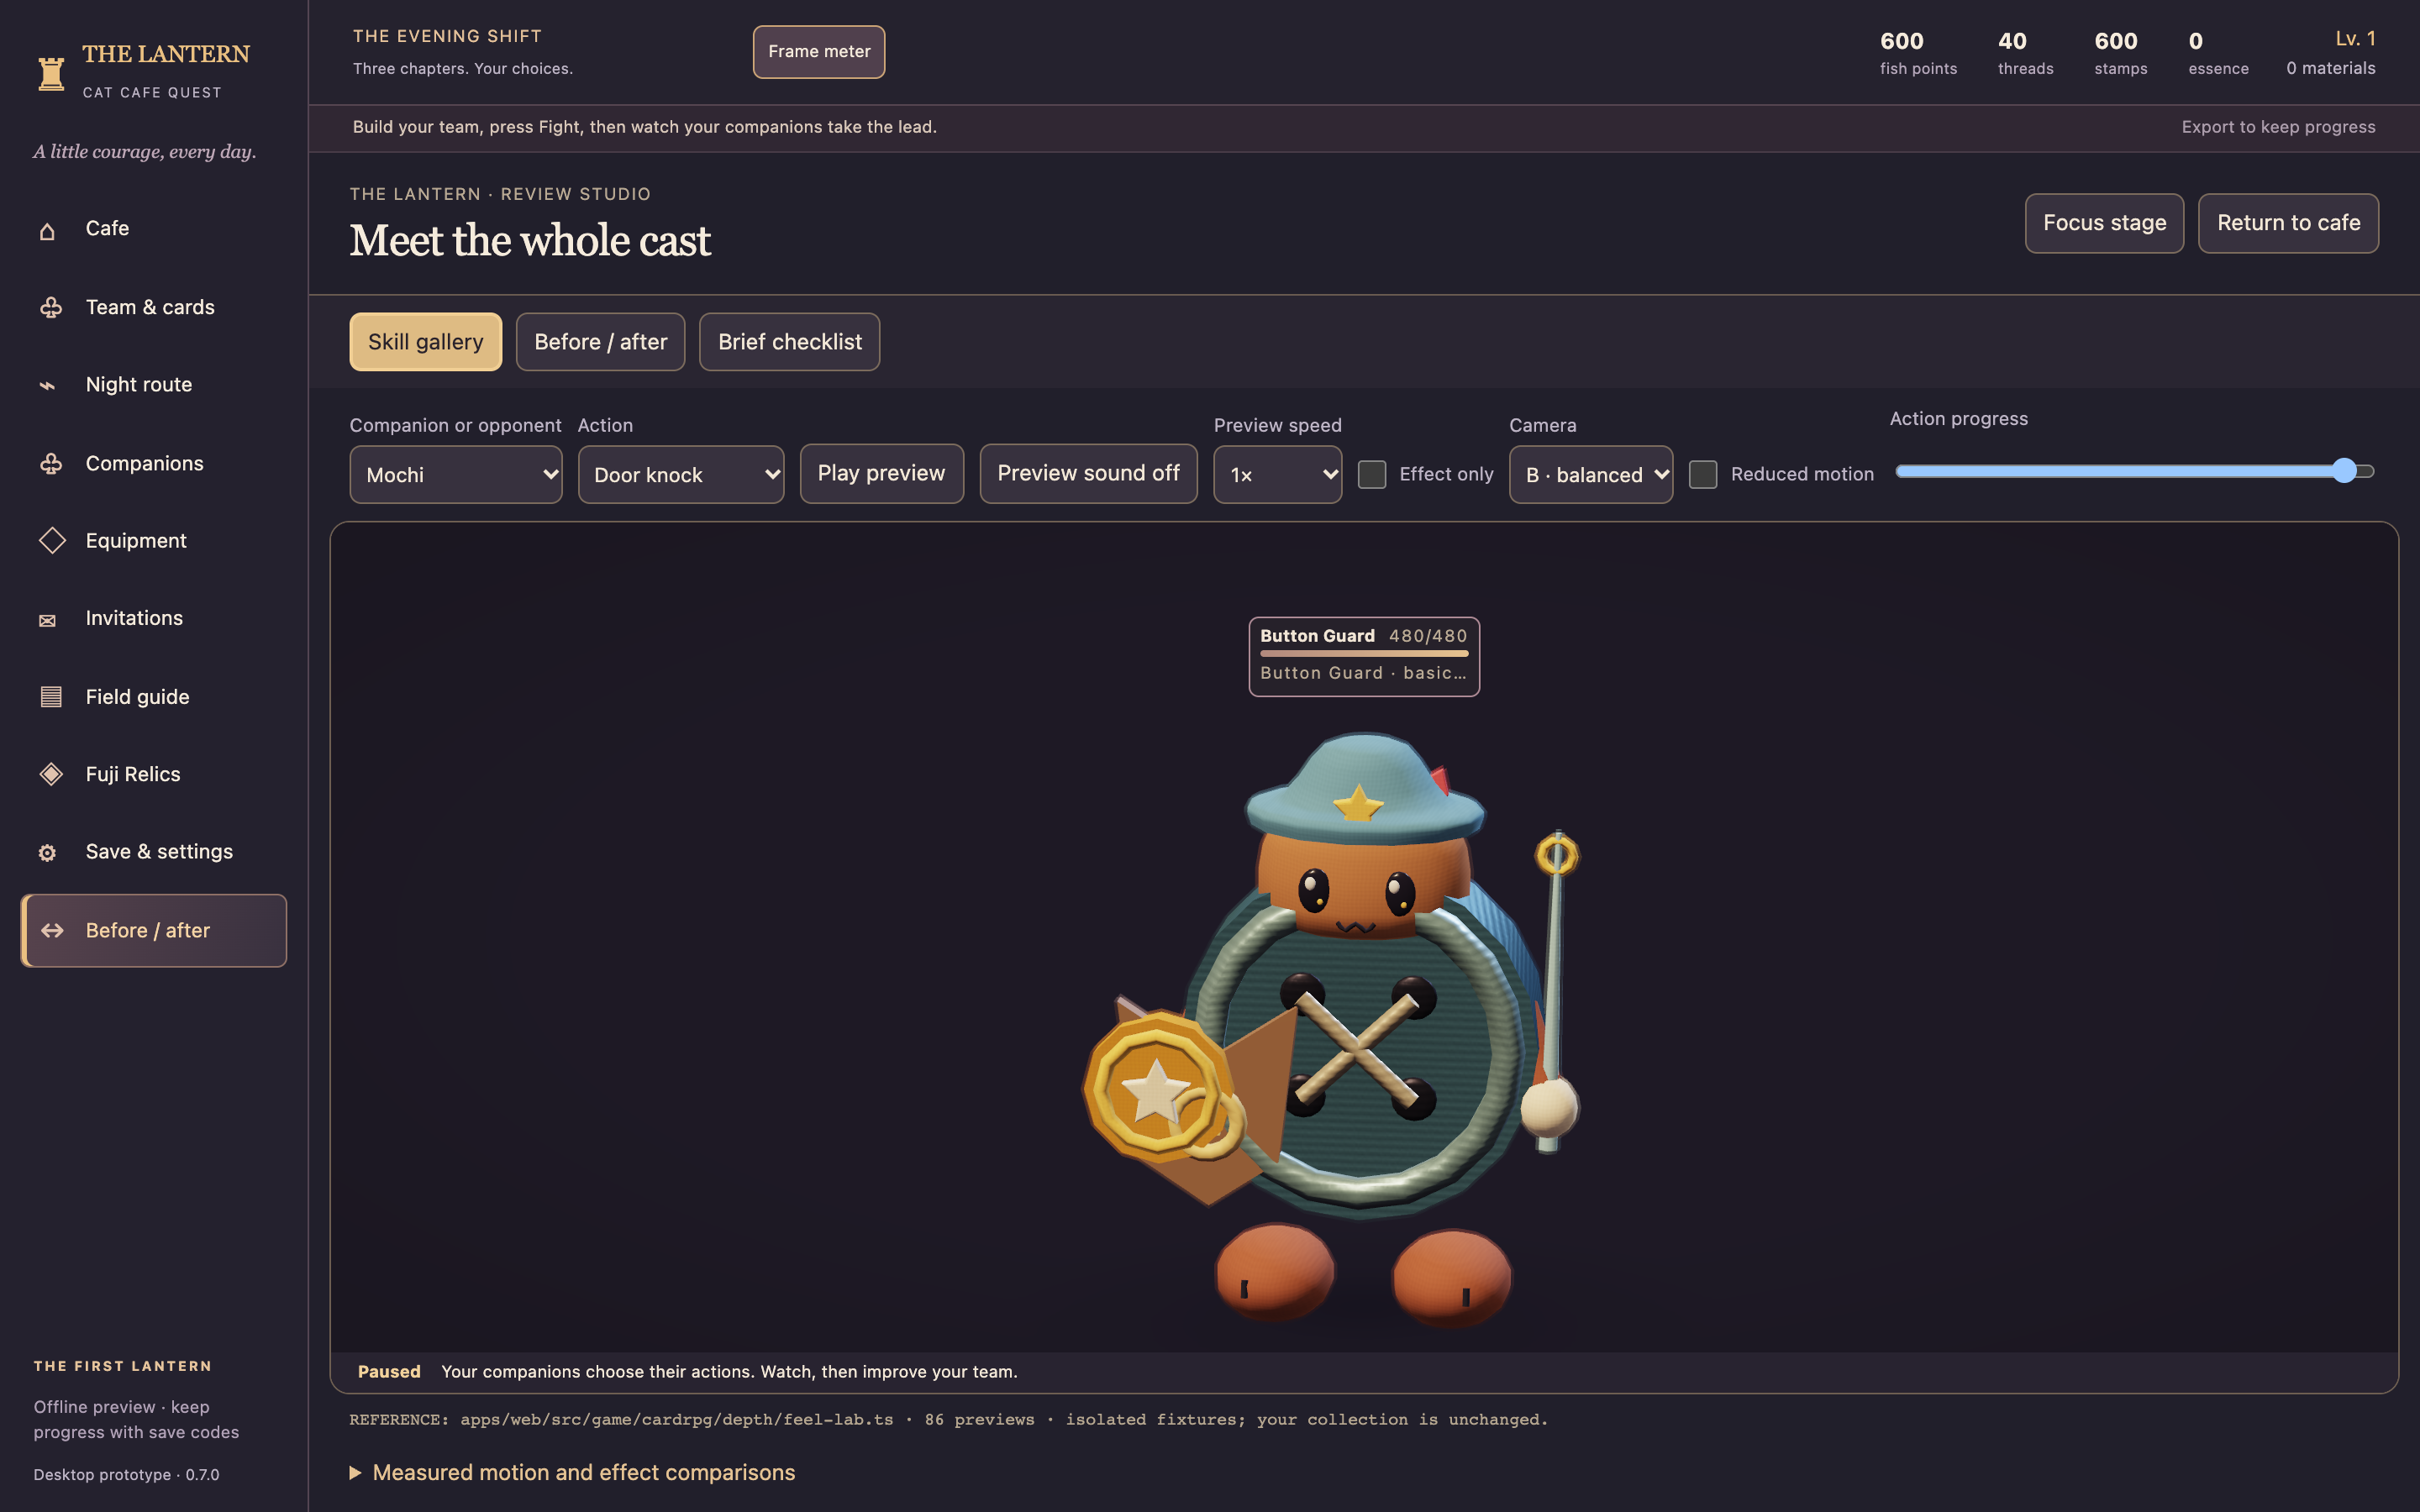 THE LANTERN
CAT CAFE QUEST
A little courage, every day.
Cafe
Team & cards
Night route
Companions
Equipment
Invitations
Field guide
Fuji Relics
Save & settings
Before / after
THE FIRST LANTERN
Offline preview · keep
progress with save codes
Desktop prototype · 0.7.0
THE EVENING SHIFT
Three chapters. Your choices.
Frame meter
600
fish points
40
threads
600
stamps
0
essence
Lv. 1
0 materials
Build your team, press Fight, then watch your companions take the lead.
Export to keep progress
THE LANTERN · REVIEW STUDIO
Meet the whole cast
Focus stage
Return to cafe
Skill gallery
Before / after
Brief checklist
Companion or opponent
Mochi
Action
Door knock
Play preview
Preview sound off
Preview speed
1×
Effect only
Camera
B · balanced
Reduced motion
Action progress
Button Guard 480/480
Button Guard · basic…
Paused Your companions choose their actions. Watch, then improve your team.
REFERENCE: apps/web/src/game/cardrpg/depth/feel-lab.ts · 86 previews · isolated fixtures; your collection is unchanged.
Measured motion and effect comparisons